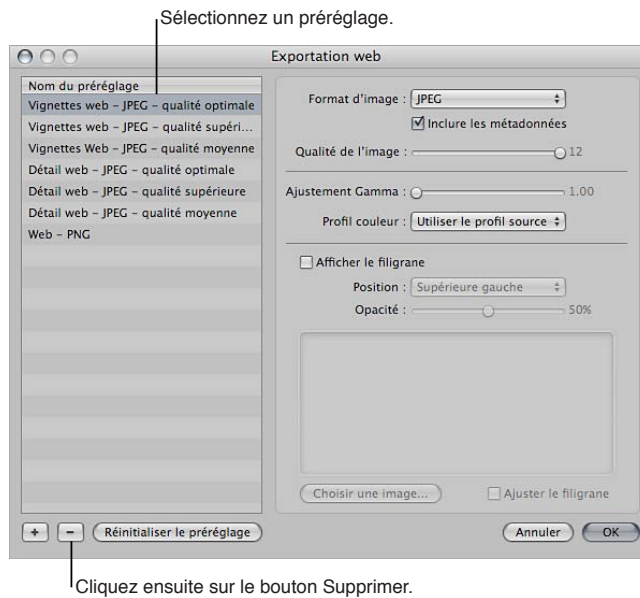 Sélectionnez un préréglage.
Exportation web
Nom du préréglage
Vignettes web – JPEG – qualité optimale
Vignettes web – JPEG – qualité supéri...
Vignettes Web – JPEG – qualité moyenne
Détail web – JPEG – qualité optimale
Détail web – JPEG – qualité supérieure
Détail web – JPEG – qualité moyenne
Web – PNG
Format d'image : JPEG
Inclure les métadonnées
Qualité de l'image : 12
Ajustement Gamma : 1.00
Profil couleur : Utiliser le profil source
Afficher le filigrane
Position : Supérieure gauche
Opacité : 50%
Choisir une image... Ajuster le filigrane
+ – Réinitialiser le préréglage Annuler OK
Cliquez ensuite sur le bouton Supprimer.